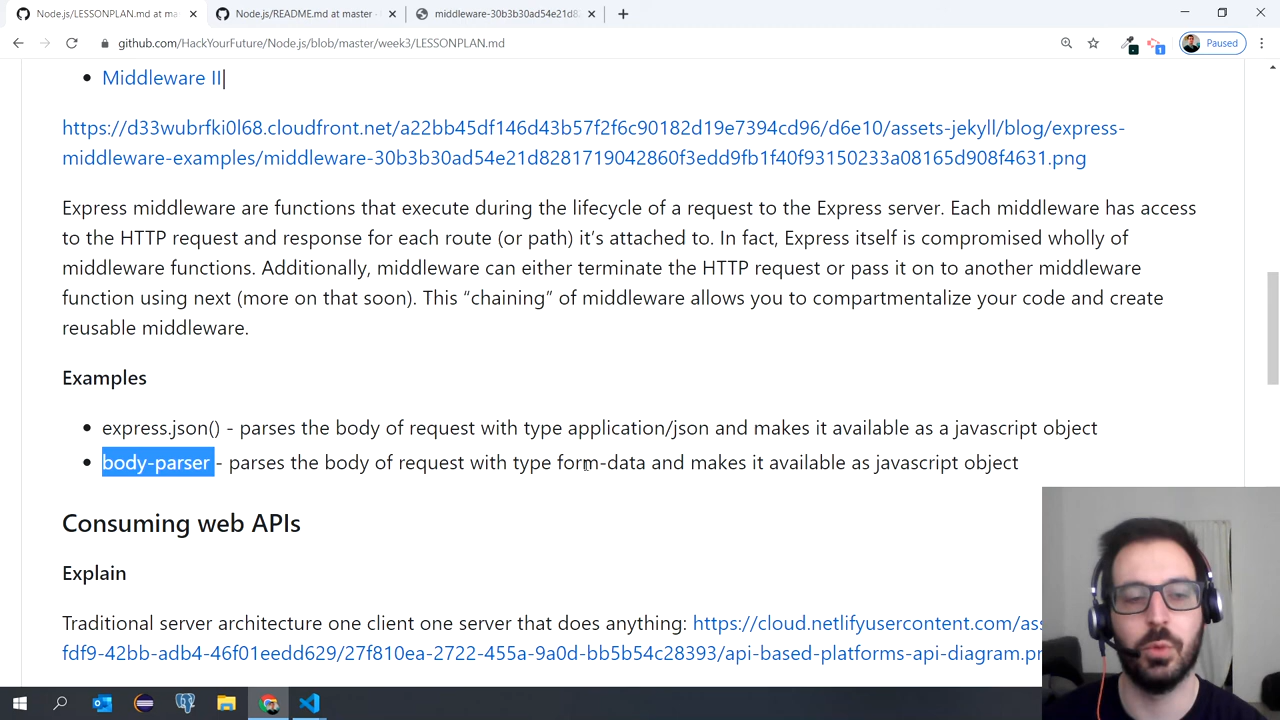 Node.js/LESSONPLAN.md at ma
Node.js/README.md at master ·
middleware-30b3b30ad54e21d82
github.com/HackYourFuture/Node.js/blob/master/week3/LESSONPLAN.md
Paused
Middleware II
https://d33wubrfki0l68.cloudfront.net/a22bb45df146d43b57f2f6c90182d19e7394cd96/d6e10/assets-jekyll/blog/express-
middleware-examples/middleware-30b3b30ad54e21d8281719042860f3edd9fb1f40f93150233a08165d908f4631.png
Express middleware are functions that execute during the lifecycle of a request to the Express server. Each middleware has access
to the HTTP request and response for each route (or path) it’s attached to. In fact, Express itself is compromised wholly of
middleware functions. Additionally, middleware can either terminate the HTTP request or pass it on to another middleware
function using next (more on that soon). This “chaining” of middleware allows you to compartmentalize your code and create
reusable middleware.
Examples
express.json() - parses the body of request with type application/json and makes it available as a javascript object
body-parser - parses the body of request with type form-data and makes it available as javascript object
Consuming web APIs
Explain
Traditional server architecture one client one server that does anything: https://cloud.netlifyusercontent.com/ass
fdf9-42bb-adb4-46f01eedd629/27f810ea-2722-455a-9a0d-bb5b54c28393/api-based-platforms-api-diagram.pn